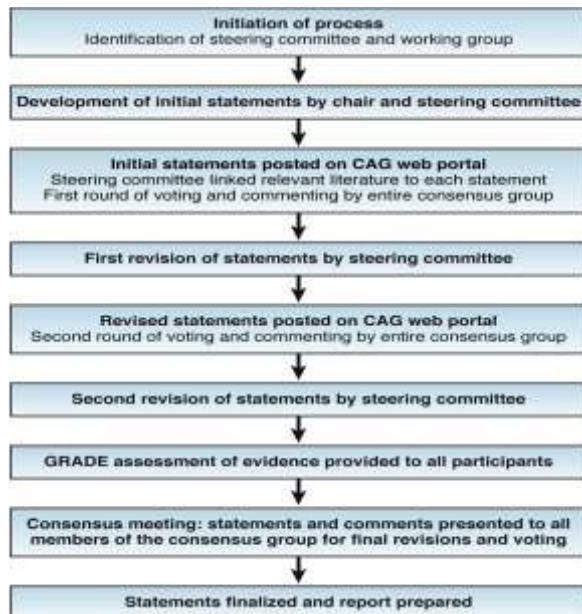 Initiation of process
Identification of steering committee and working group
Development of initial statements by chair and steering committee
Initial statements posted on CAG web portal
Steering committee linked relevant literature to each statement
First round of voting and commenting by entire consensus group
First revision of statements by steering committee
Revised statements posted on CAG web portal
Second round of voting and commenting by entire consensus group
Second revision of statements by steering committee
GRADE assessment of evidence provided to all participants
Consensus meeting: statements and comments presented to all
members of the consensus group for final revisions and voting
Statements finalized and report prepared